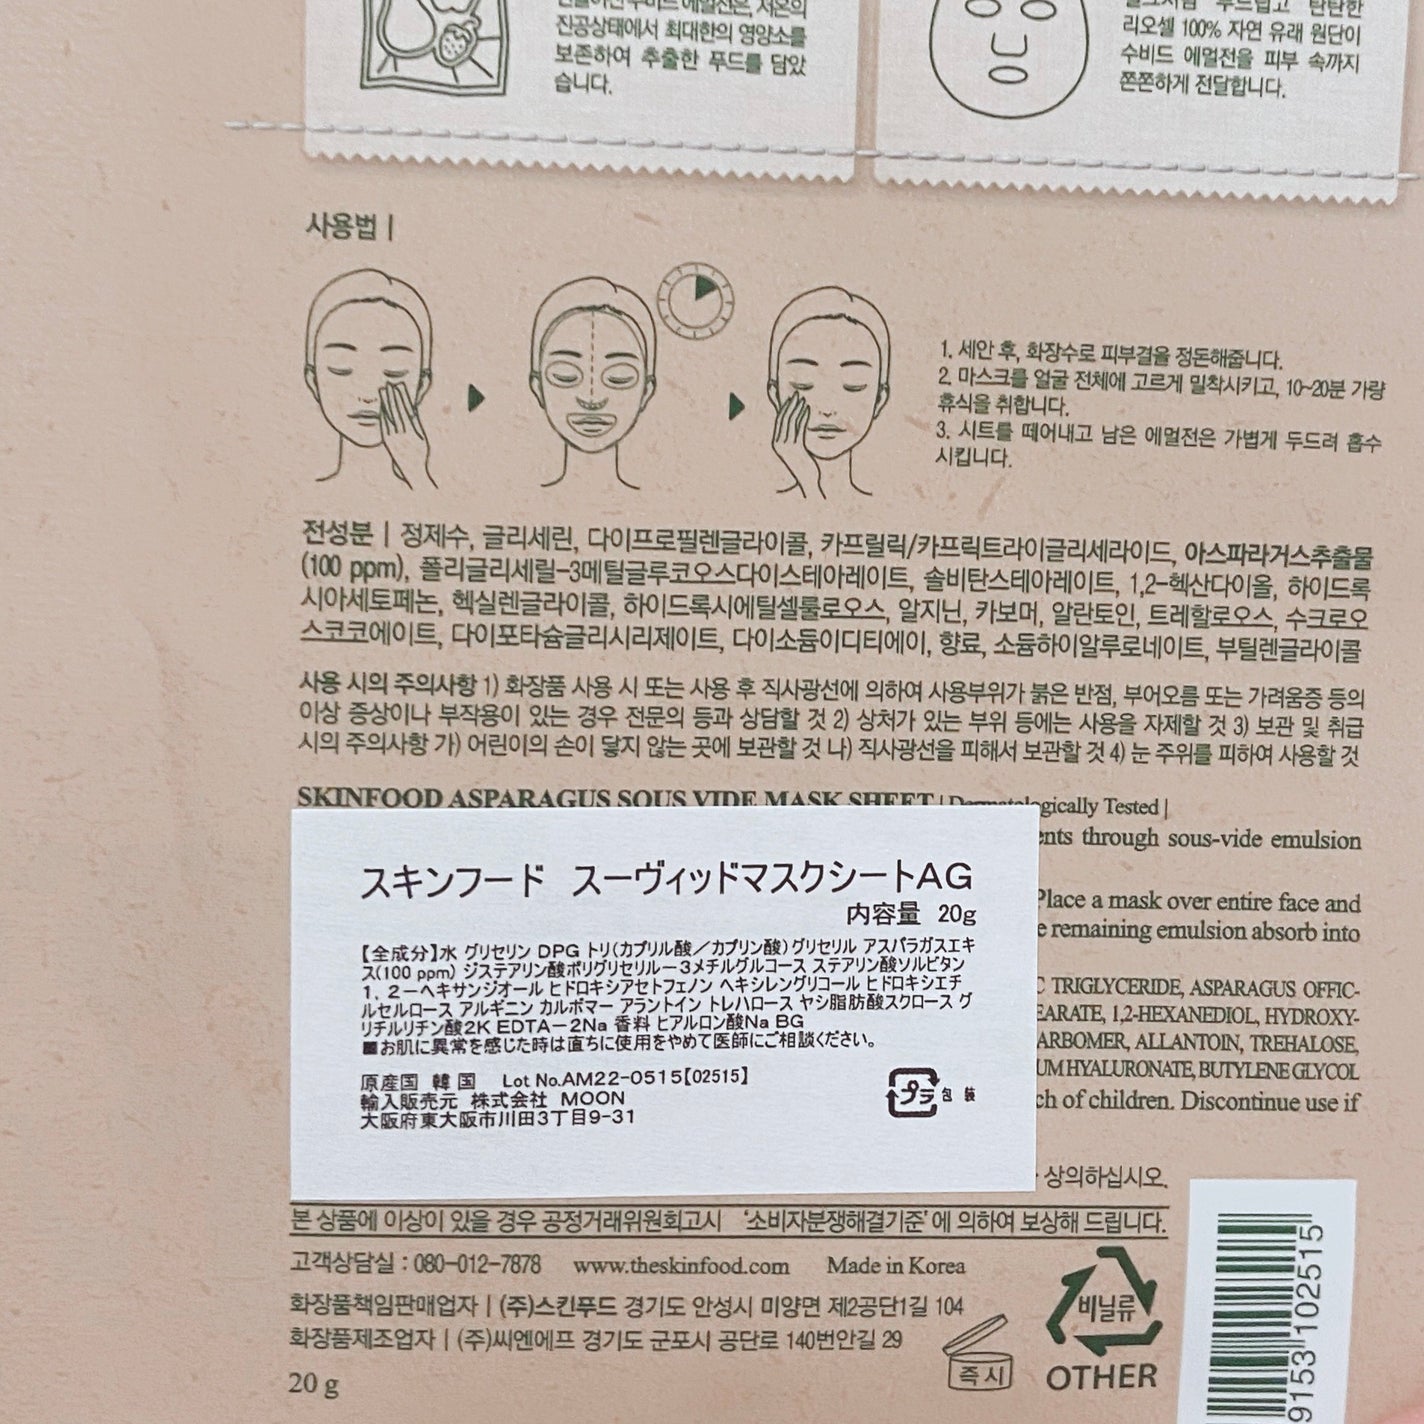 진공상태에서 최대한의 영양소를
보존하여 추출한 푸드를 담았
습니다.
리오셀 100% 자연 유래 원단이
수비드 에멀전을 피부 속까지
쫀쫀하게 전달합니다.
사용법 |
1. 세안 후, 화장수로 피부결을 정돈해줍니다.
2. 마스크를 얼굴 전체에 고르게 밀착시키고, 10~20분 가량
휴식을 취합니다.
3. 시트를 떼어내고 남은 에멀전은 가볍게 두드려 흡수
시킵니다.
전성분 | 정제수, 글리세린, 다이프로필렌글라이콜, 카프릴릭/카프릭트라이글리세라이드, 아스파라거스추출물
(100 ppm), 폴리글리세릴-3메틸글루코오스다이스테아레이트, 솔비탄스테아레이트, 1,2-헥산다이올, 하이드록
시아세토페논, 헥실렌글라이콜, 하이드록시에틸셀룰로오스, 알지닌, 카보머, 알란토인, 트레할로오스, 수크로오
스코코에이트, 다이포타슘글리시리제이트, 다이소듐이디티에이, 향료, 소듐하이알루로네이트, 부틸렌글라이콜
사용 시의 주의사항 1) 화장품 사용 시 또는 사용 후 직사광선에 의하여 사용부위가 붉은 반점, 부어오름 또는 가려움증 등의
이상 증상이나 부작용이 있는 경우 전문의 등과 상담할 것 2) 상처가 있는 부위 등에는 사용을 자제할 것 3) 보관 및 취급
시의 주의사항 가) 어린이의 손이 닿지 않는 곳에 보관할 것 나) 직사광선을 피해서 보관할 것 4) 눈 주위를 피하여 사용할 것
SKINFOOD ASPARAGUS SOUS VIDE MASK SHEET | Dermatologically Tested |
ents through sous-vide emulsion
Place a mask over entire face and
e remaining emulsion absorb into
C TRIGLYCERIDE, ASPARAGUS OFFIC-
EARATE, 1,2-HEXANEDIOL, HYDROXY-
ARBOMER, ALLANTOIN, TREHALOSE,
UM HYALURONATE, BUTYLENE GLYCOL
ch of children. Discontinue use if
상의하십시오.
スキンフード スーヴィッドマスクシートAG
内容量 20g
【全成分】水 グリセリン DPG トリ(カプリル酸／カプリン酸)グリセリル アスパラガスエキ
ス(100 ppm) ジステアリン酸ポリグリセリル－3メチルグルコース ステアリン酸ソルビタン
1，2－ヘキサンジオール ヒドロキシアセトフェノン ヘキシレングリコール ヒドロキシエチ
ルセルロース アルギニン カルボマー アラントイン トレハロース ヤシ脂肪酸スクロース グ
リチルリチン酸2K EDTA－2Na 香料 ヒアルロン酸Na BG
■お肌に異常を感じた時は直ちに使用をやめて医師にご相談ください。
原産国 韓国 Lot No.AM22-0515【02515】
輸入販売元 株式会社 MOON
大阪府東大阪市川田3丁目9-31
プラ 包装
본 상품에 이상이 있을 경우 공정거래위원회고시 '소비자분쟁해결기준'에 의하여 보상해 드립니다.
고객상담실 : 080-012-7878 www.theskinfood.com Made in Korea
화장품책임판매업자 | (주)스킨푸드 경기도 안성시 미양면 제2공단1길 104
화장품제조업자 | (주)씨엔에프 경기도 군포시 공단로 140번안길 29
20 g
즉시
비닐류
OTHER
9153102515